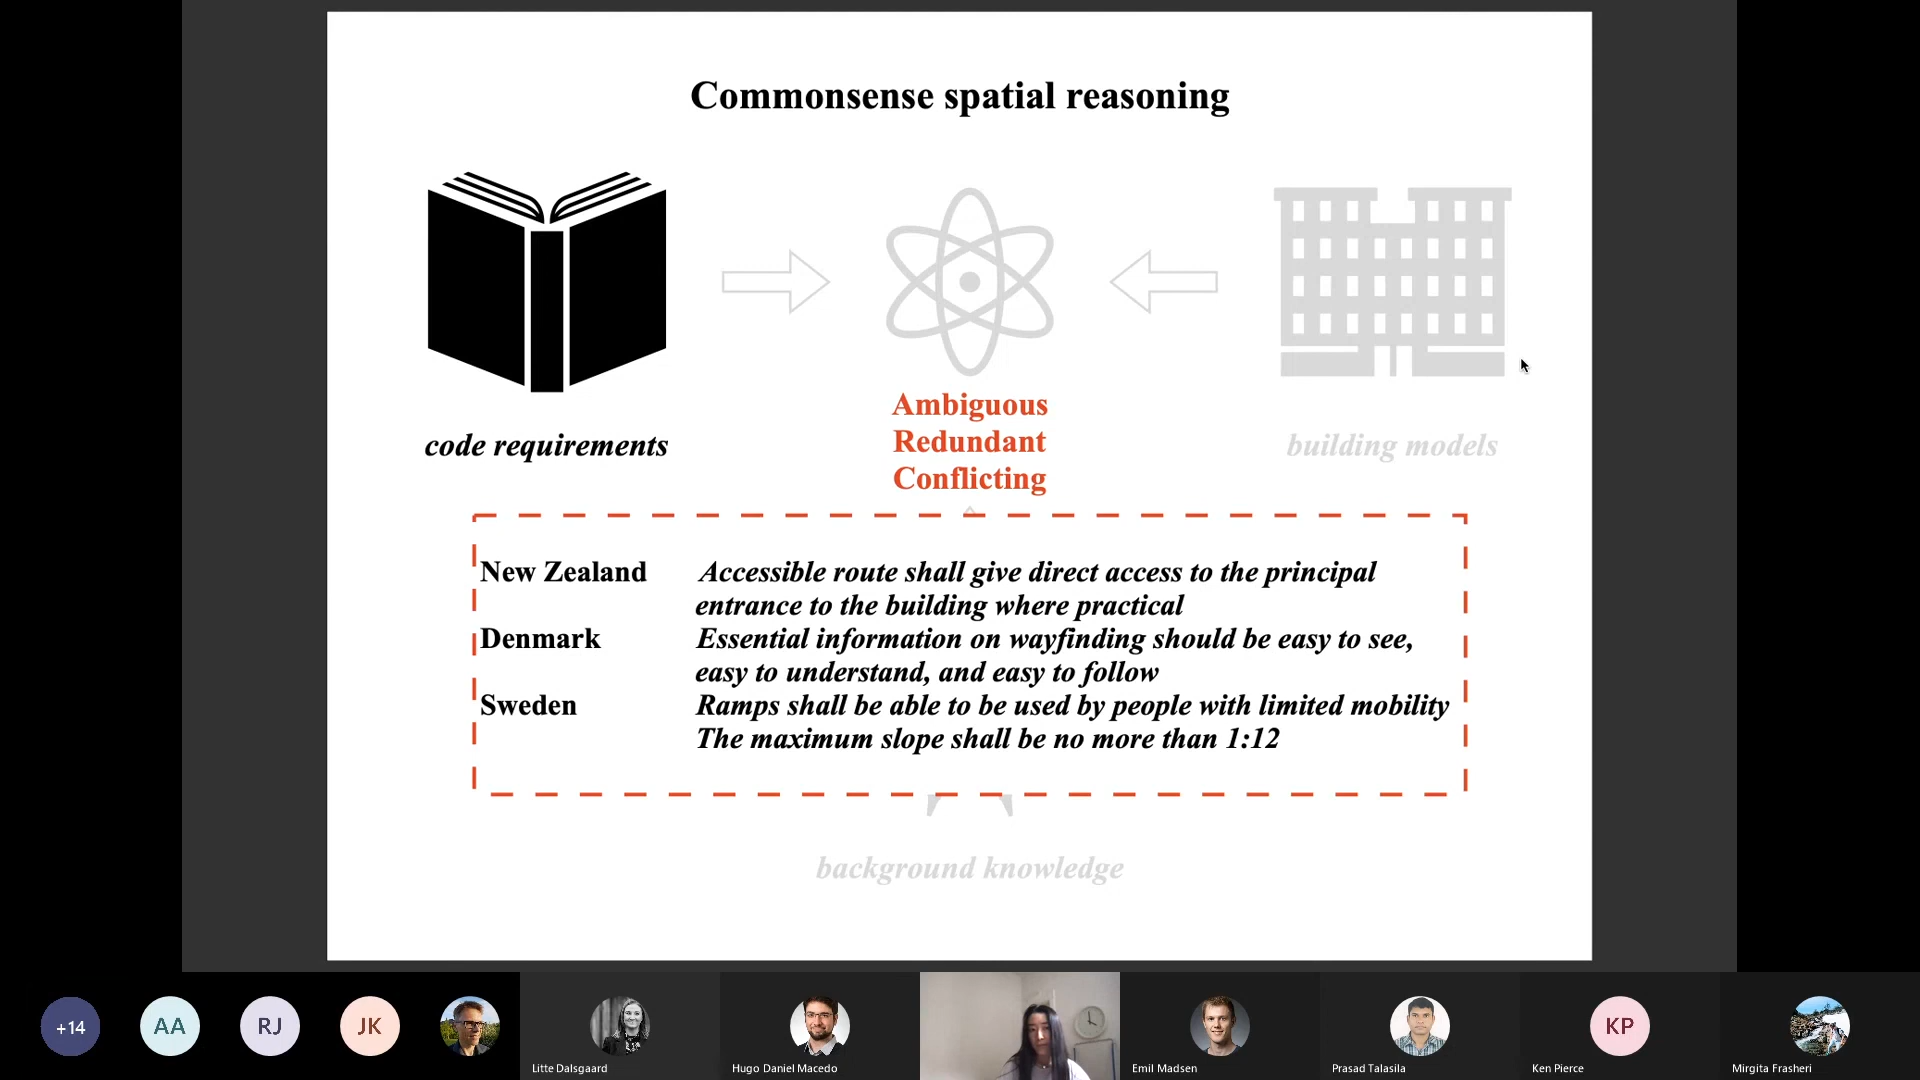 Commonsense spatial reasoning
code requirements
Ambiguous
Redundant
Conflicting
building models
New Zealand Accessible route shall give direct access to the principal
entrance to the building where practical
Denmark Essential information on wayfinding should be easy to see,
easy to understand, and easy to follow
Sweden Ramps shall be able to be used by people with limited mobility
The maximum slope shall be no more than 1:12
background knowledge
+14
AA
RJ
JK
KP
Litte Dalsgaard
Hugo Daniel Macedo
Emil Madsen
Prasad Talasila
Ken Pierce
Mirgita Frasheri